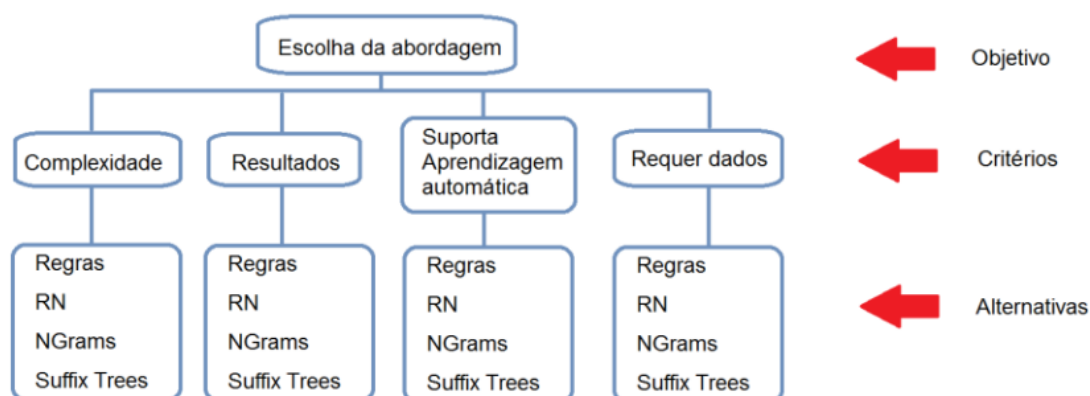 Escolha da abordagem
Objetivo
Complexidade
Resultados
Suporta
Aprendizagem
automática
Requer dados
Critérios
Regras
RN
NGrams
Suffix Trees
Regras
RN
NGrams
Suffix Trees
Regras
RN
NGrams
Suffix Trees
Regras
RN
NGrams
Suffix Trees
Alternativas